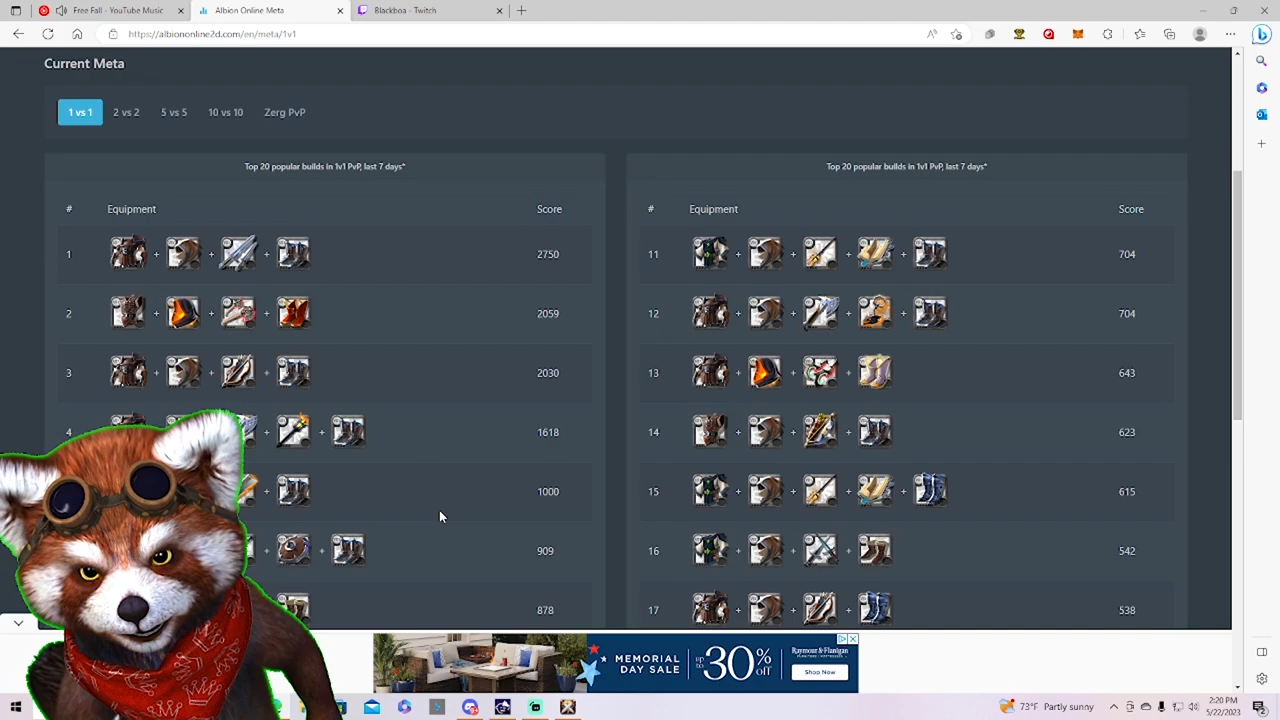 Free Fall - YouTube Music
Albion Online Meta
Blackboa - Twitch
https://albiononline2d.com/en/meta/1v1
Current Meta
1 vs 1 2 vs 2 5 vs 5 10 vs 10 Zerg PvP
Top 20 popular builds in 1v1 PvP, last 7 days*
# Equipment Score
1 + + + 2750
2 + + + 2059
3 + + + 2030
4 + + 1618
+ 1000
+ 909
878
Top 20 popular builds in 1v1 PvP, last 7 days*
# Equipment Score
11 + + + + 704
12 + + + + 704
13 + + + 643
14 + + + 623
15 + + + + 615
16 + + + 542
17 + + + 538
MEMORIAL
DAY SALE
up to 30% off
Raymour & Flanigan
Shop Now
73°F Partly sunny
2:20 PM
5/22/2023